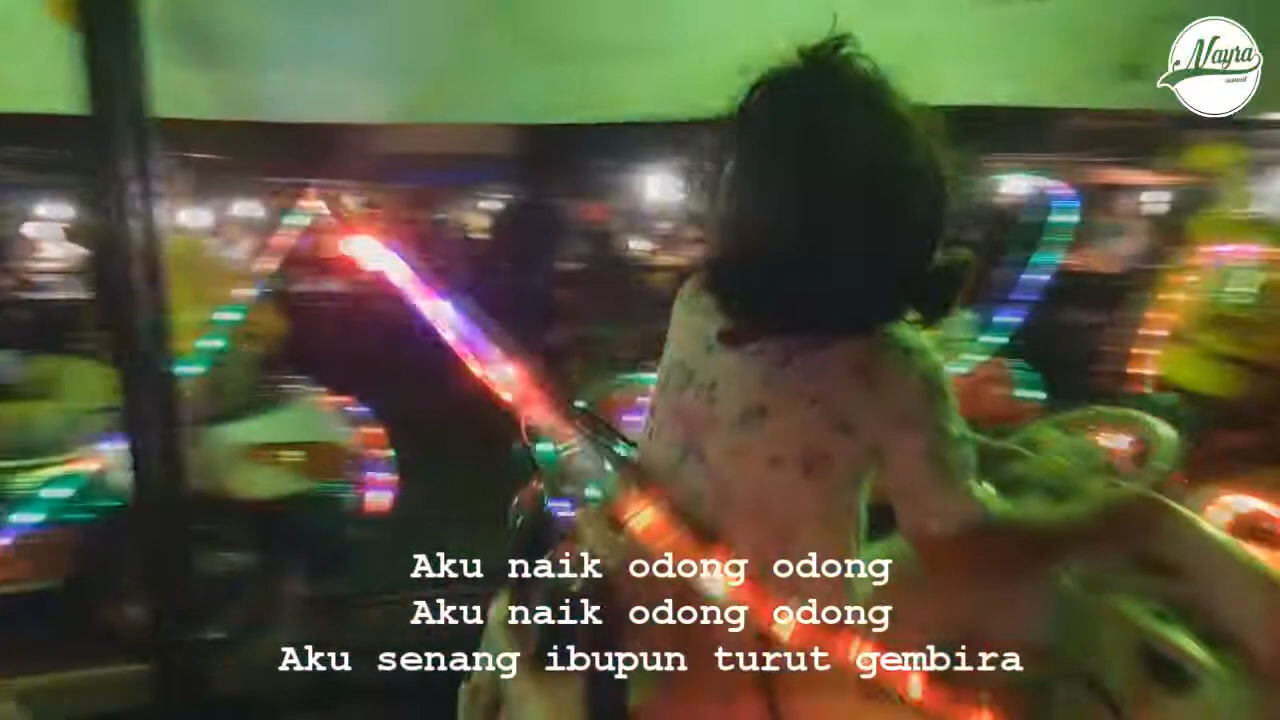 Nayra
Aku naik odong odong
Aku naik odong odong
Aku senang ibupun turut gembira